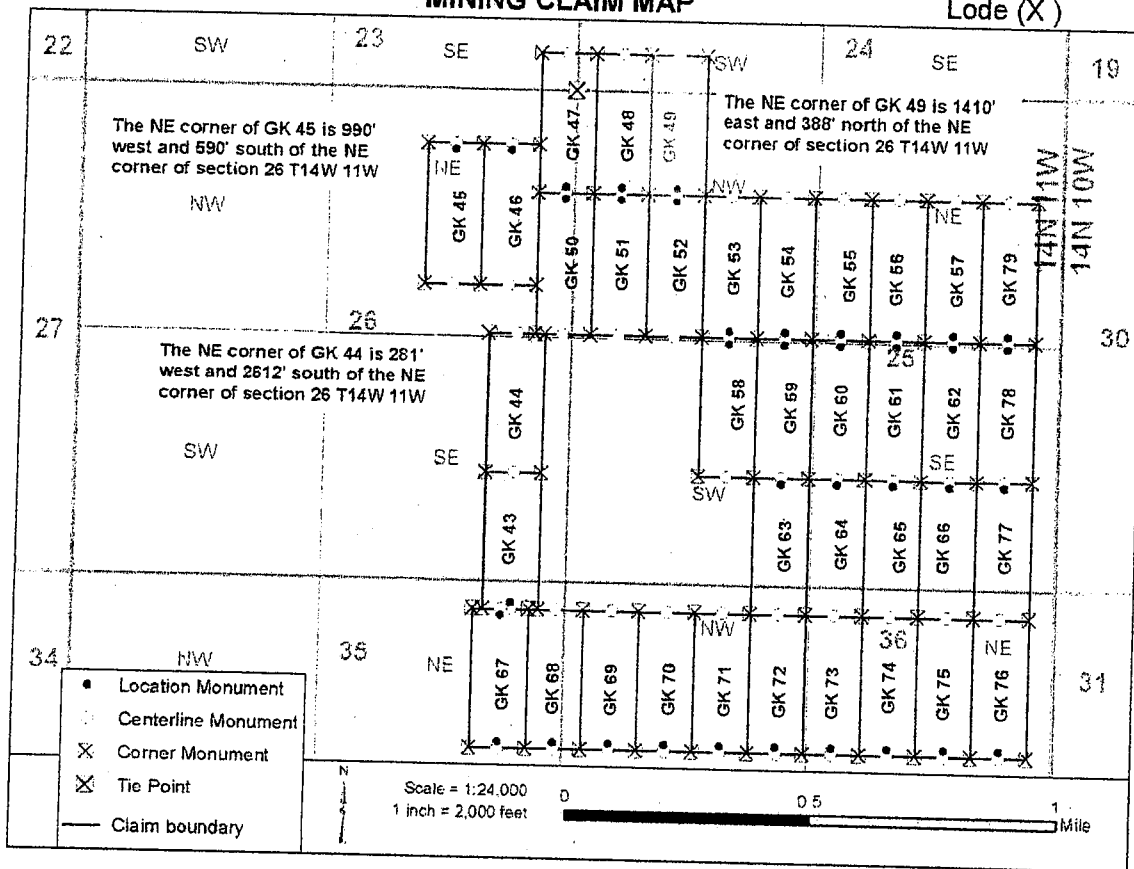 MINING CLAIM MAP
Lode (X )
22
SW
23
SE
SW
24
SE
19
The NE corner of GK 45 is 990'
west and 590' south of the NE
corner of section 26 T14W 11W
The NE corner of GK 49 is 1410'
east and 388' north of the NE
corner of section 26 T14W 11W
GK 47
GK 48
GK 49
NE
NW
NW
NE
14N 11W
14N 10W
GK 45
GK 46
GK 50
GK 51
GK 52
GK 53
GK 54
GK 55
GK 56
GK 57
GK 79
27
26
25
30
The NE corner of GK 44 is 281'
west and 2612' south of the NE
corner of section 26 T14W 11W
GK 44
GK 58
GK 59
GK 60
GK 61
GK 62
GK 78
SW
SE
SW
SE
GK 43
GK 63
GK 64
GK 65
GK 66
GK 77
34
NW
35
NE
NW
36
NE
31
GK 67
GK 68
GK 69
GK 70
GK 71
GK 72
GK 73
GK 74
GK 75
GK 76
Location Monument
Centerline Monument
Corner Monument
Tie Point
Claim boundary
N
Scale = 1:24.000
1 inch = 2,000 feet
0
0 5
1
Mile